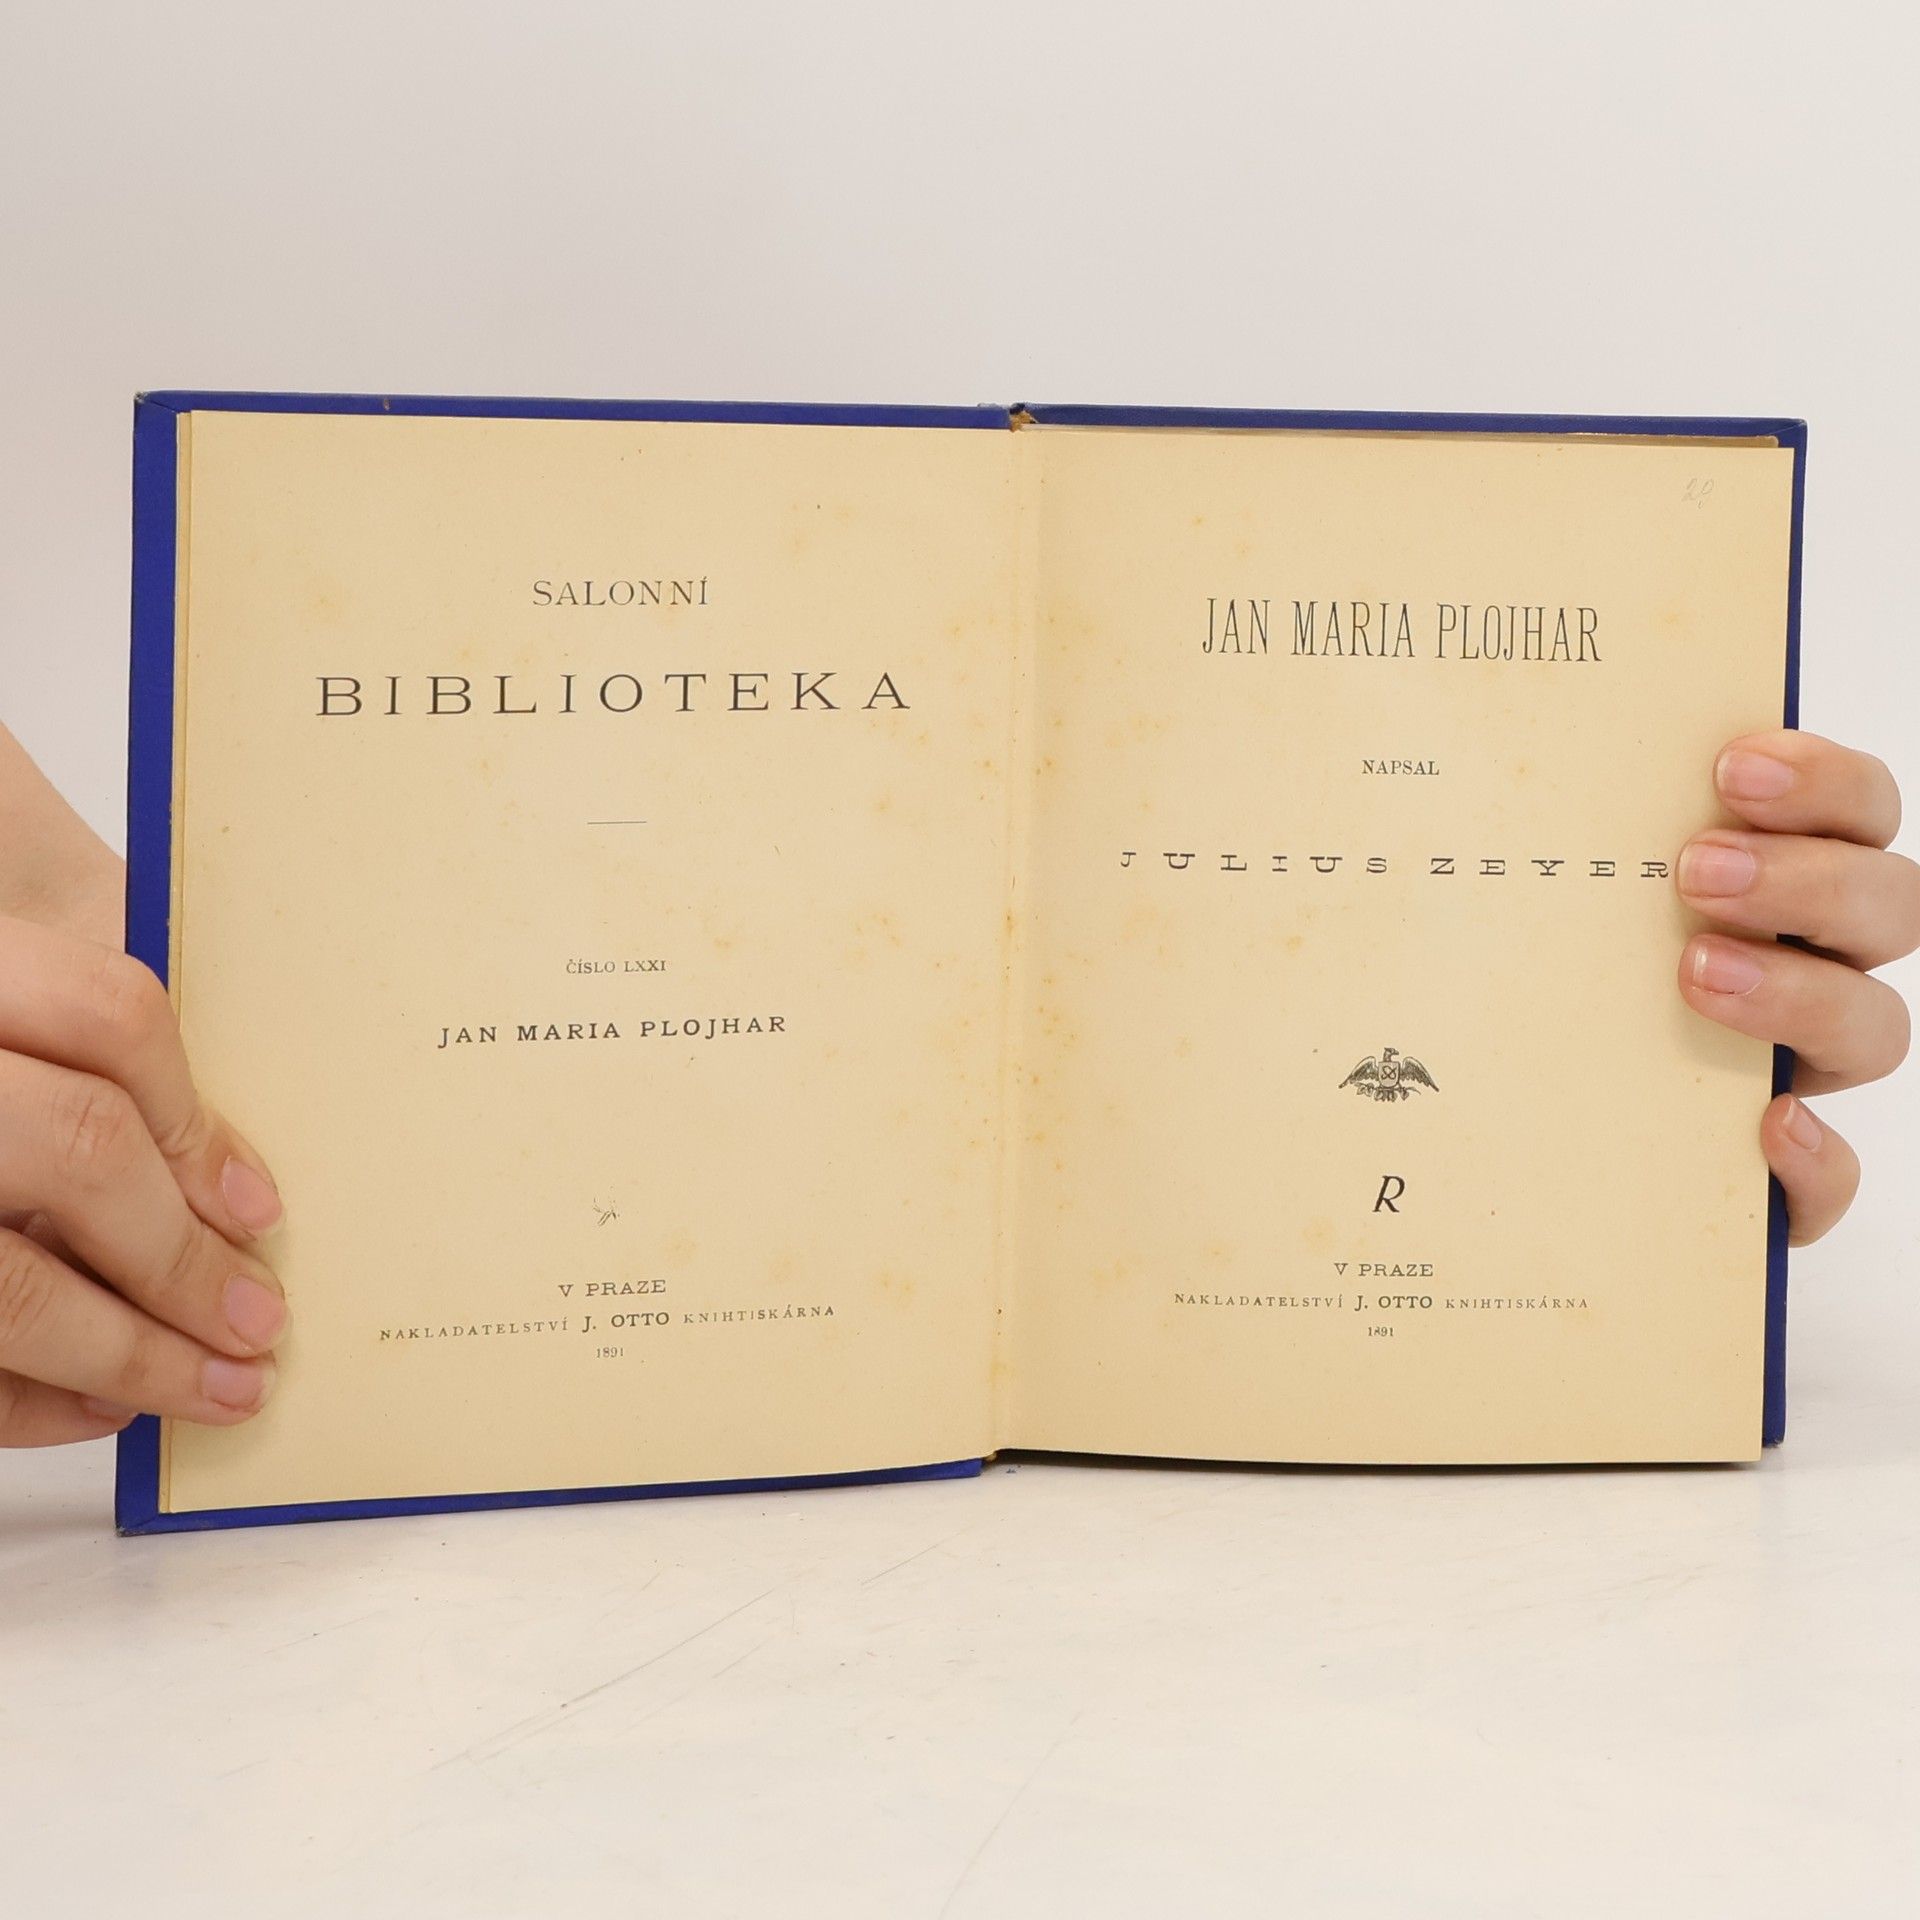 SALONNÍ
BIBLIOTEKA
ČÍSLO LXXI
JAN MARIA PLOJHAR
V PRAZE
NAKLADATELSTVÍ J. OTTO KNIHTISKÁRNA
1891
29
JAN MARIA PLOJHAR
NAPSAL
JULIUS ZEYER
R
V PRAZE
NAKLADATELSTVÍ J. OTTO KNIHTISKÁRNA
1891